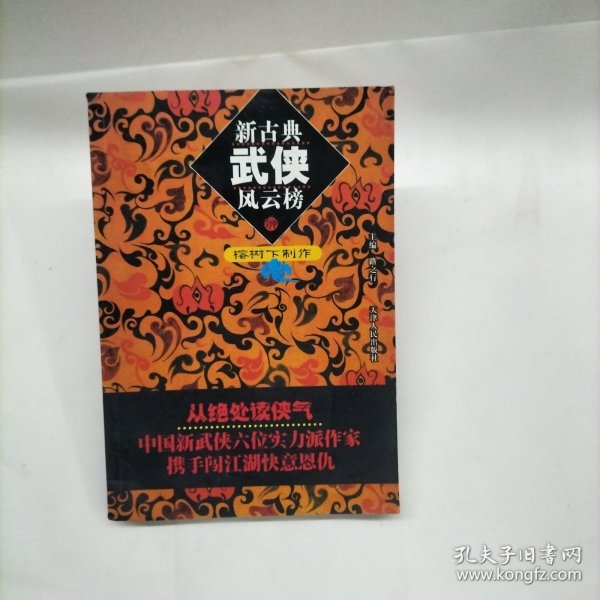 新古典
武侠
风云榜
榕树下制作
主编 路之行
天津人民出版社
从绝处读侠气
中国新武侠六位实力派作家
携手闯江湖快意恩仇
孔夫子旧书网
www.kongfz.com